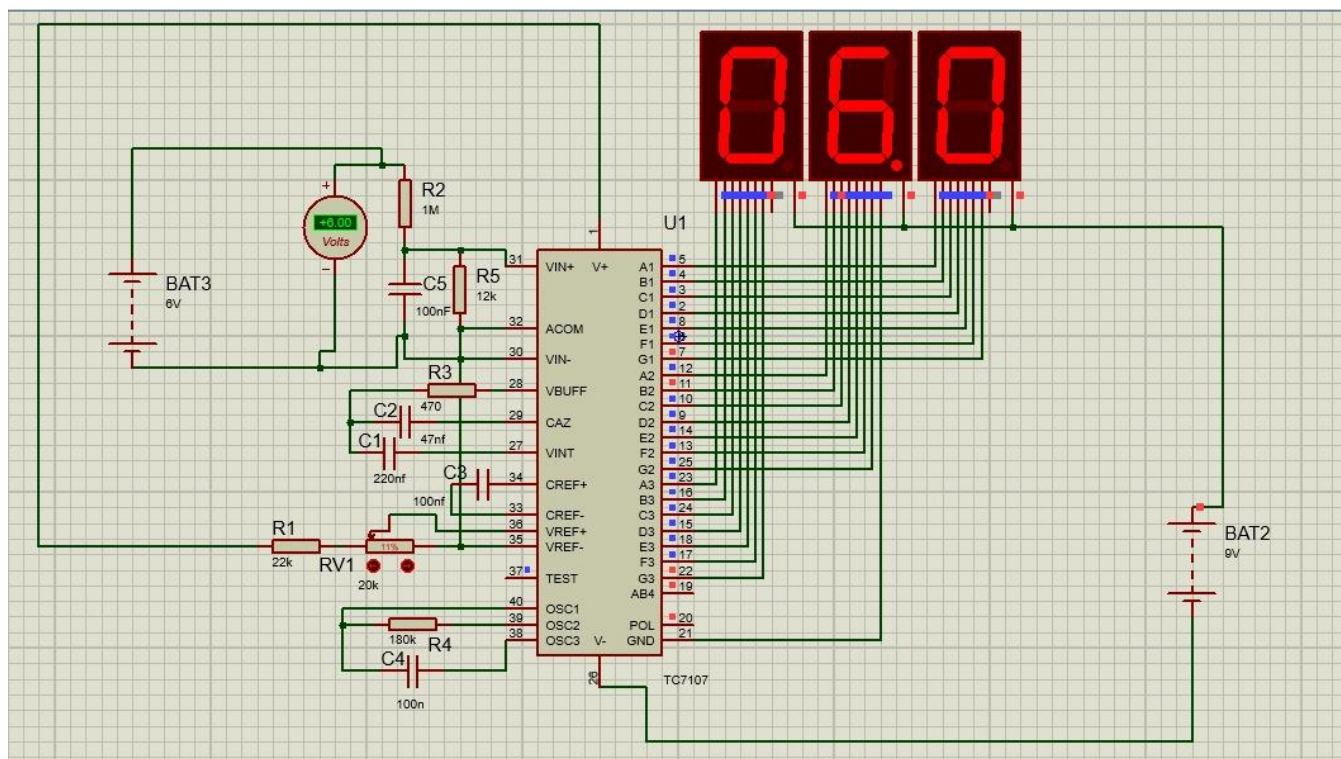 060
+6.00
Volts
+
-
BAT3
6V
R2
1M
C5
100nF
R5
12k
R3
470
C2
47nf
C1
220nf
C3
100nf
R1
22k
RV1
11%
20k
R4
180k
C4
100n
U1
TC7107
1
V+
31 VIN+
32 ACOM
30 VIN-
28 VBUFF
29 CAZ
27 VINT
34 CREF+
33 CREF-
36 VREF+
35 VREF-
37 TEST
40 OSC1
39 OSC2
38 OSC3
V-
26
A1 5
B1 4
C1 3
D1 2
E1 8
F1
G1 7
A2 12
B2 11
C2 10
D2 9
E2 14
F2 13
G2 25
A3 23
B3 16
C3 24
D3 15
E3 18
F3 17
G3 22
AB4 19
POL 20
GND 21
BAT2
9V